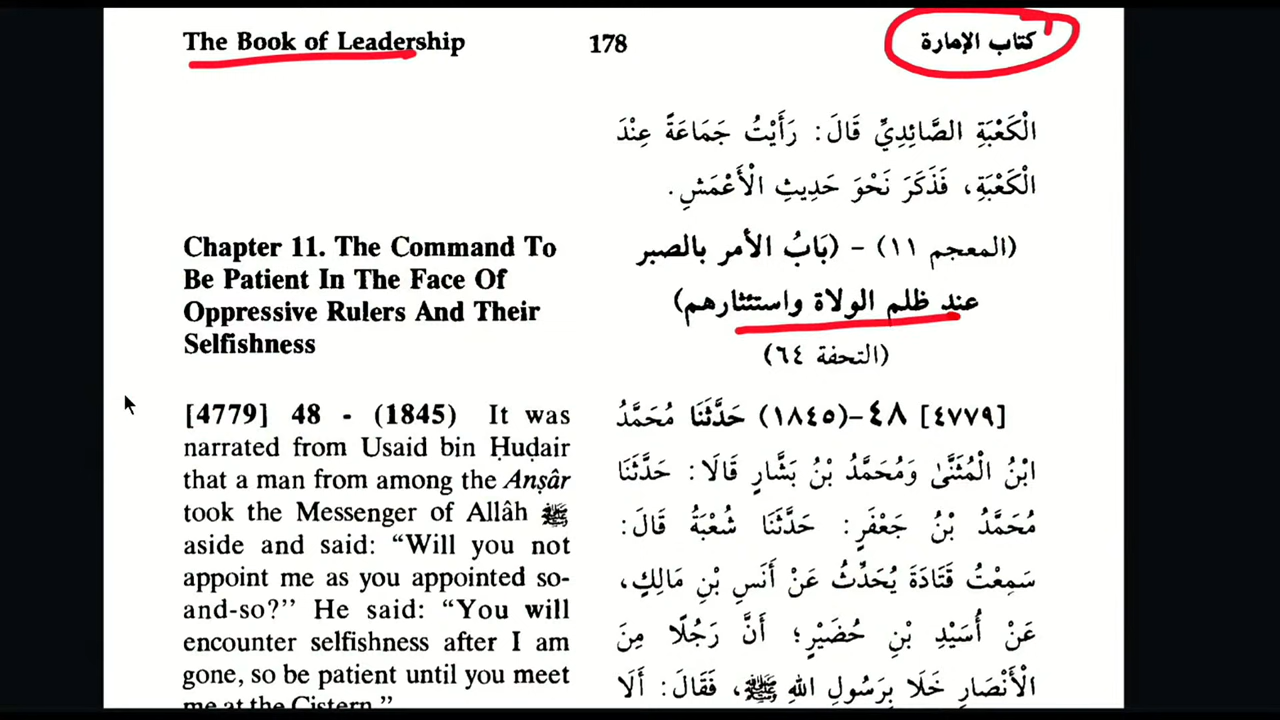 The Book of Leadership 178 كتاب الإمارة
الْكَعْبَةِ الصَّائِدِيِّ قَالَ: رَأَيْتُ جَمَاعَةً عِنْدَ
الْكَعْبَةِ، فَذَكَرَ نَحْوَ حَدِيثِ الْأَعْمَشِ.
Chapter 11. The Command To
Be Patient In The Face Of
Oppressive Rulers And Their
Selfishness
(المعجم ١١) - (بَابُ الأمر بالصبر
عند ظلم الولاة واستئثارهم)
(التحفة ٦٤)
[4779] 48 - (1845) It was
narrated from Usaid bin Ḥuḍair
that a man from among the Anṣâr
took the Messenger of Allâh ﷺ
aside and said: “Will you not
appoint me as you appointed so-
and-so?” He said: “You will
encounter selfishness after I am
gone, so be patient until you meet
me at the Cistern.”
[٤٧٧٩] ٤٨-(١٨٤٥) حَدَّثَنَا مُحَمَّدُ
ابْنُ الْمُثَنَّىٰ وَمُحَمَّدُ بْنُ بَشَّارٍ قَالَا: حَدَّثَنَا
مُحَمَّدُ بْنُ جَعْفَرٍ: حَدَّثَنَا شُعْبَةُ قَالَ:
سَمِعْتُ قَتَادَةَ يُحَدِّثُ عَنْ أَنَسِ بْنِ مَالِكٍ،
عَنْ أُسَيْدِ بْنِ حُضَيْرٍ؛ أَنَّ رَجُلًا مِنَ
الْأَنْصَارِ خَلَا بِرَسُولِ اللهِ ﷺ، فَقَالَ: أَلَا